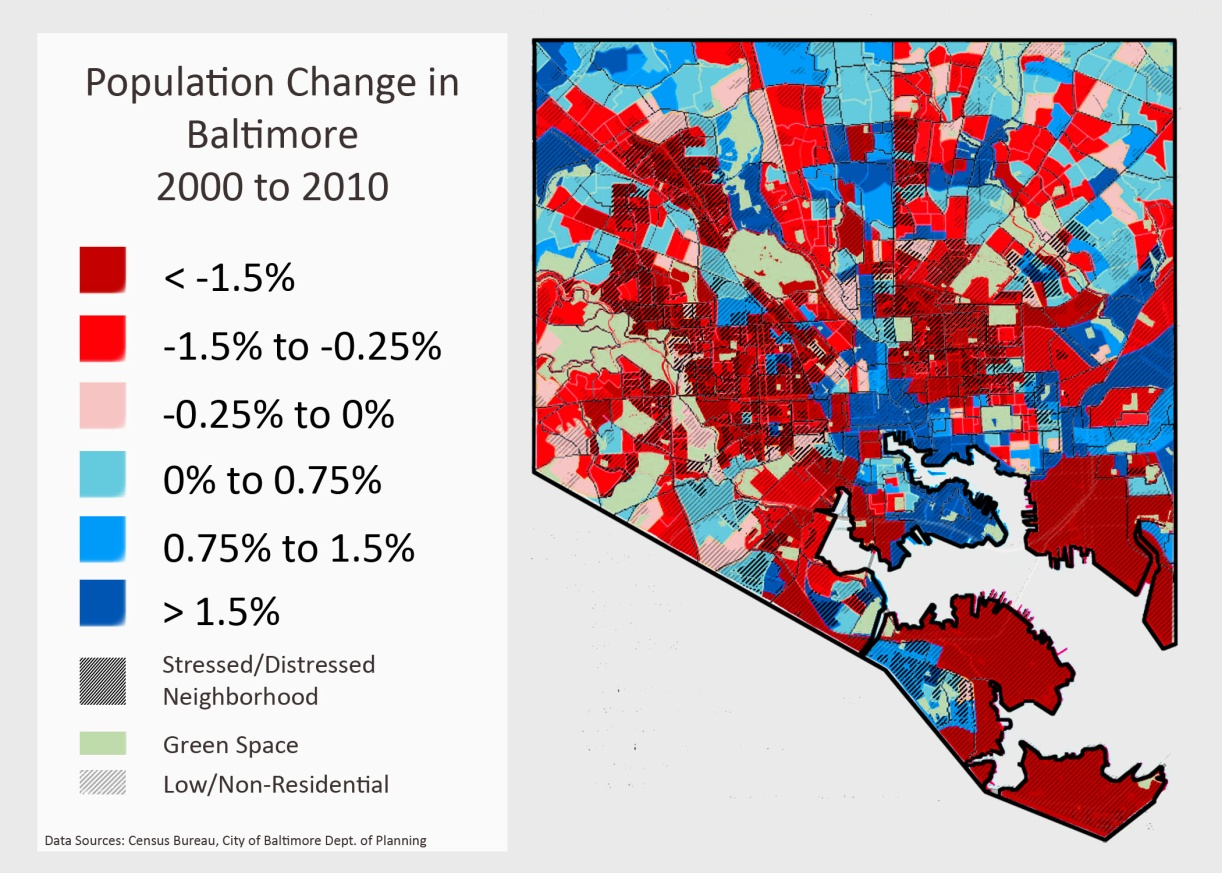 Population Change in
Baltimore
2000 to 2010
< -1.5%
-1.5% to -0.25%
-0.25% to 0%
0% to 0.75%
0.75% to 1.5%
> 1.5%
Stressed/Distressed
Neighborhood
Green Space
Low/Non-Residential
Data Sources: Census Bureau, City of Baltimore Dept. of Planning